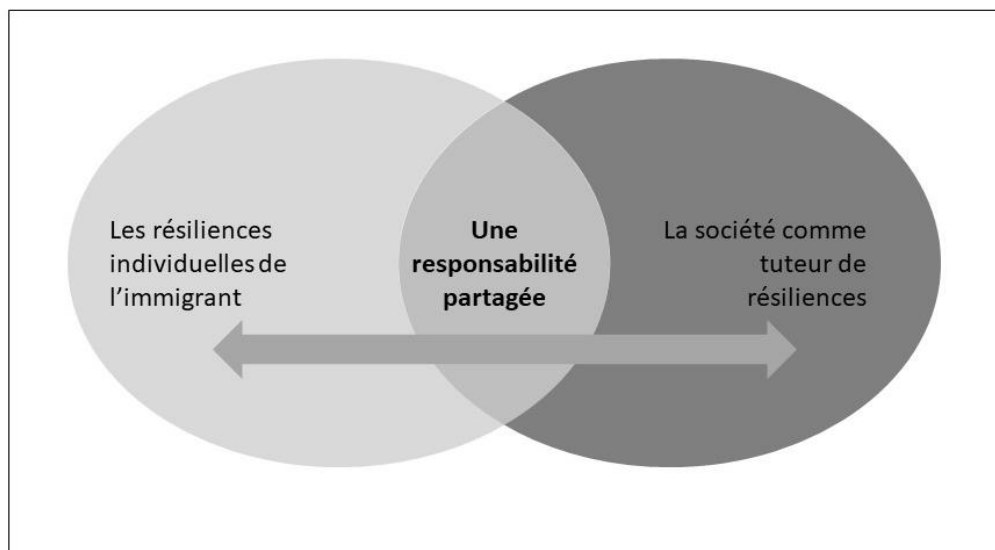 Les résiliences
individuelles de
l’immigrant
Une
responsabilité
partagée
La société comme
tuteur de
résiliences